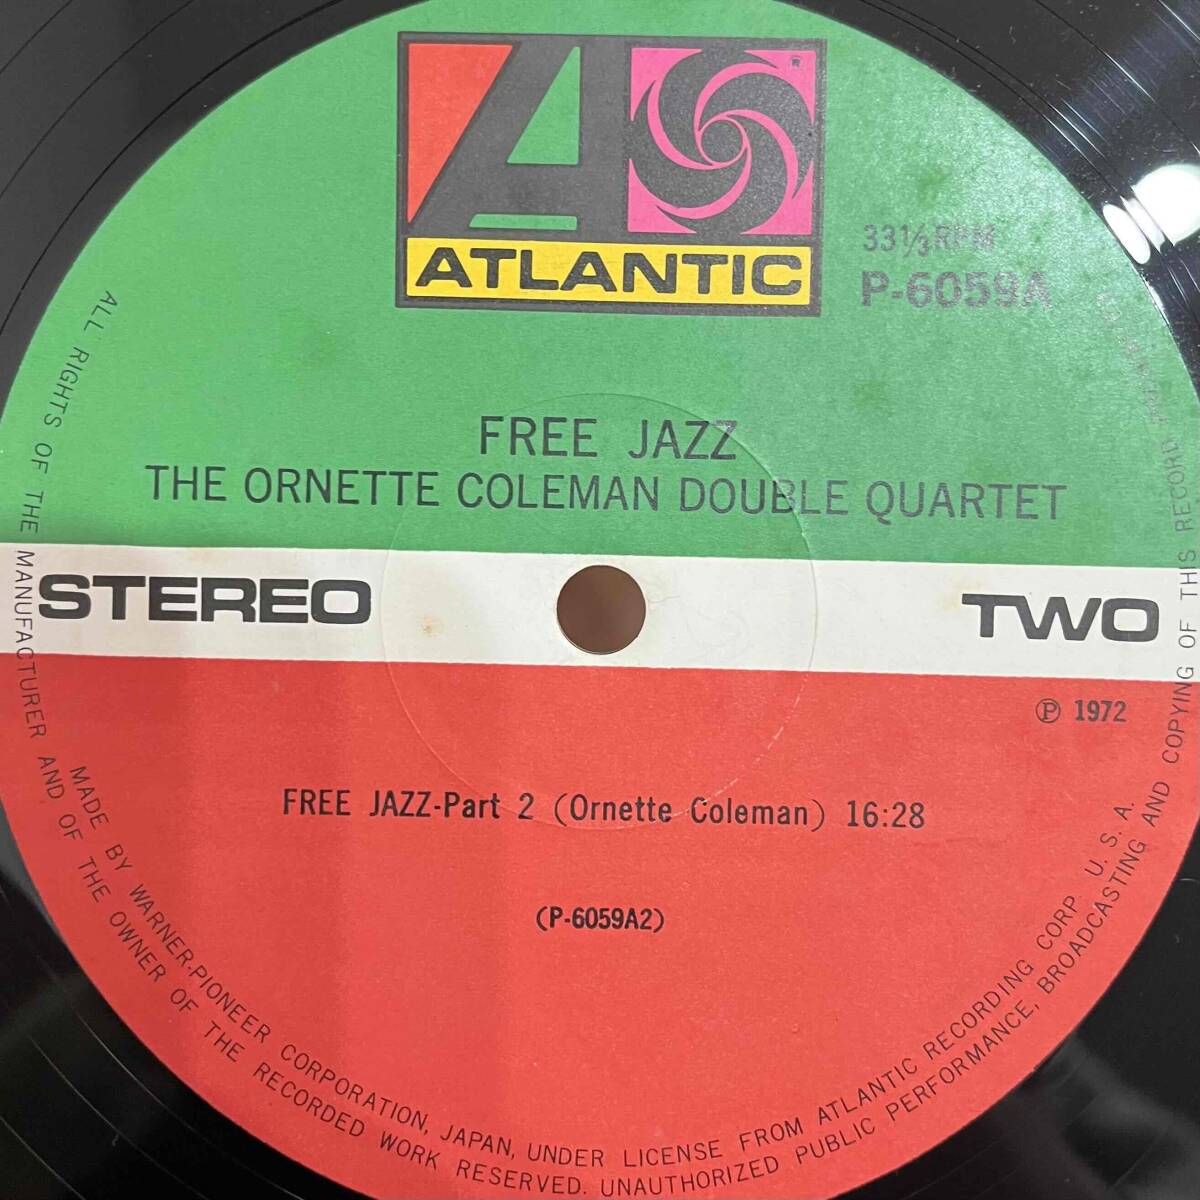 ATLANTIC
33⅓RPM
P-6059A
FREE JAZZ
THE ORNETTE COLEMAN DOUBLE QUARTET
STEREO
TWO
Ⓟ 1972
FREE JAZZ-Part 2 (Ornette Coleman) 16:28
(P-6059A2)
MADE BY WARNER-PIONEER CORPORATION, JAPAN, UNDER LICENSE FROM ATLANTIC RECORDING CORP. U. S. A.
ALL RIGHTS OF THE MANUFACTURER AND OF THE OWNER OF THE RECORDED WORK RESERVED. UNAUTHORIZED PUBLIC PERFORMANCE, BROADCASTING AND COPYING OF THIS RECORD